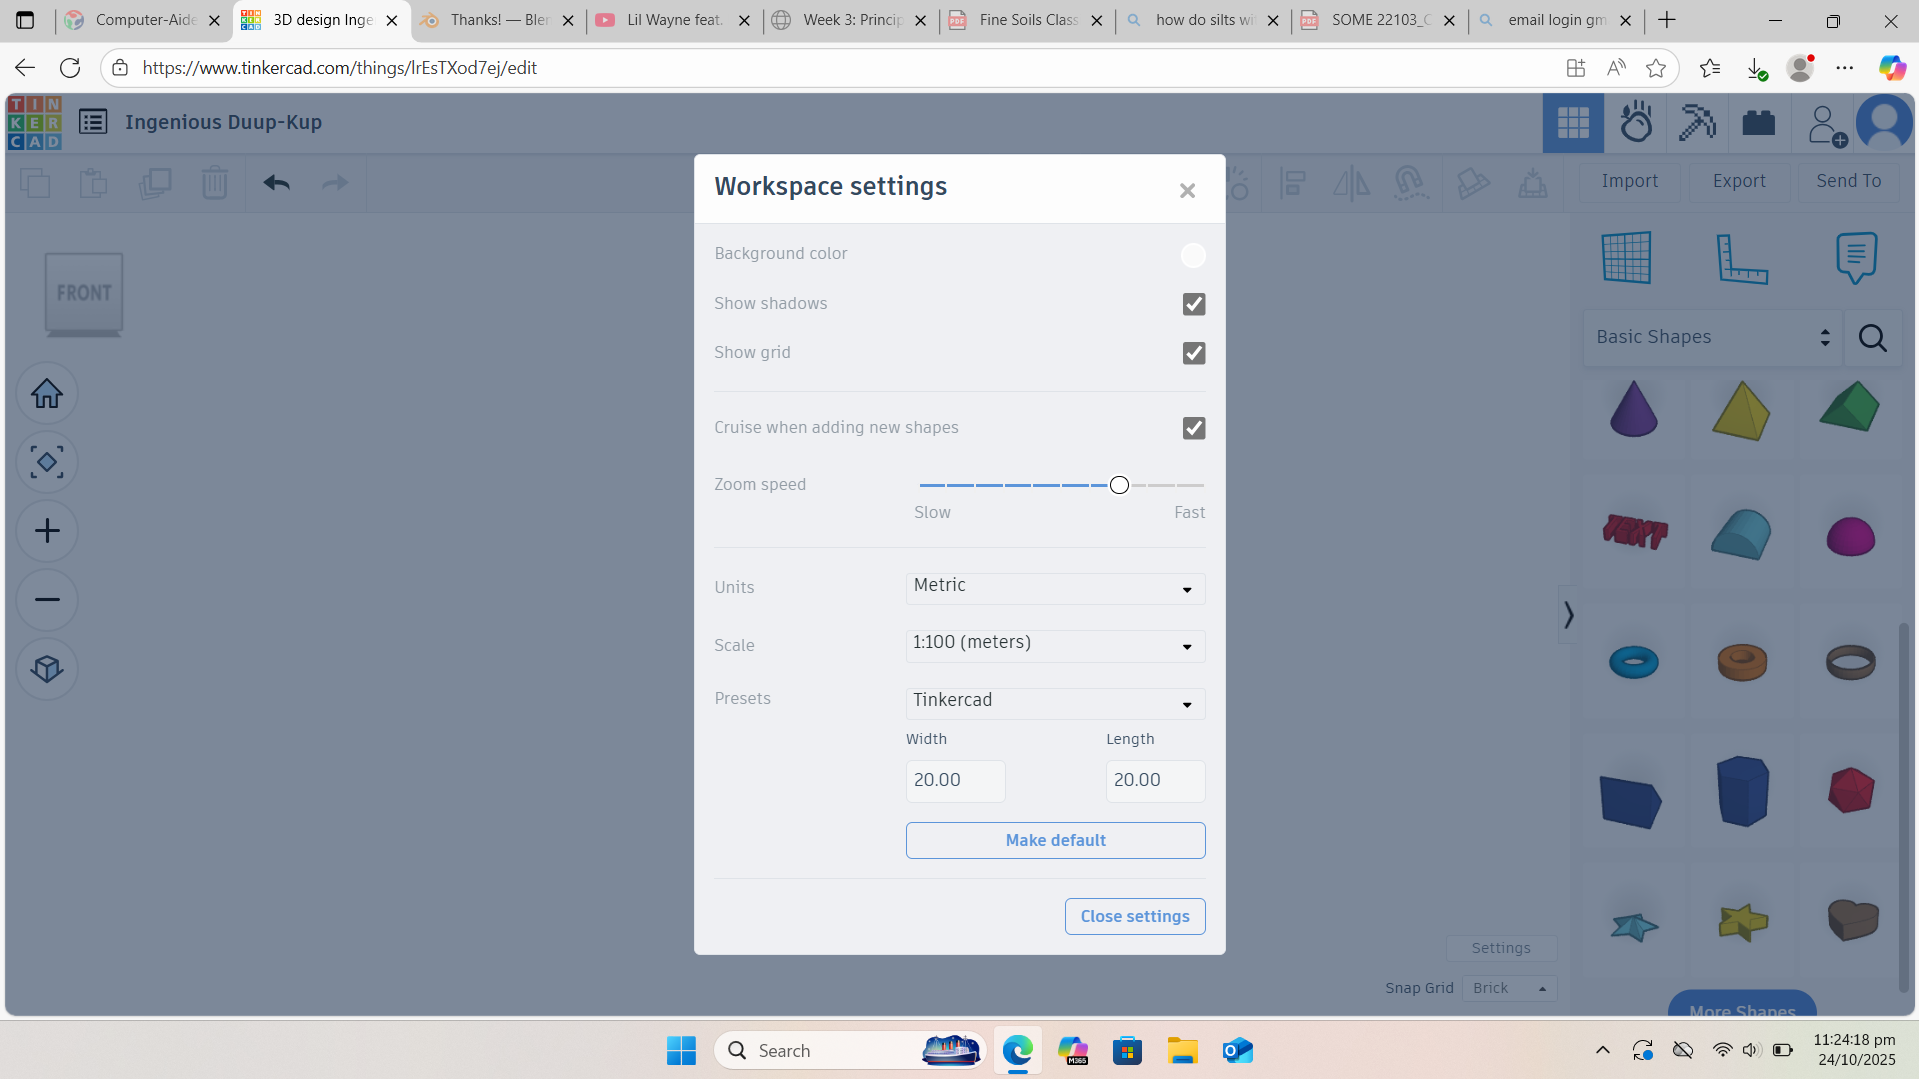 Computer-Aide
3D design Inge
Thanks! — Blen
Lil Wayne feat.
Week 3: Princip
Fine Soils Class
how do silts wi
SOME 22103_C
email login gm
https://www.tinkercad.com/things/lrEsTXod7ej/edit
TIN
KER
CAD
Ingenious Duup-Kup
Import
Export
Send To
Workspace settings
FRONT
Background color
Show shadows
Show grid
Cruise when adding new shapes
Zoom speed
Slow
Fast
Units
Metric
Scale
1:100 (meters)
Presets
Tinkercad
Width
Length
20.00
20.00
Make default
Close settings
Basic Shapes
TEXT
Settings
Snap Grid
Brick
More Shapes
Search
M365
11:24:18 pm
24/10/2025